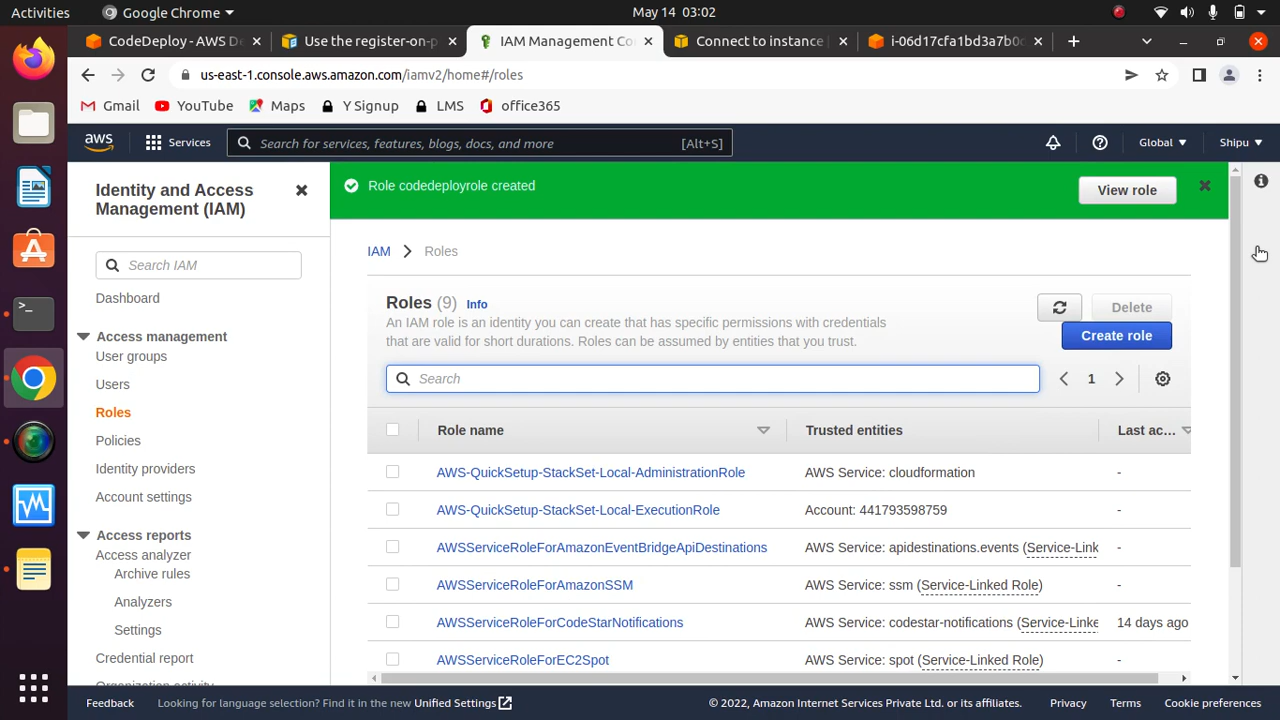 Activities Google Chrome May 14 03:02
CodeDeploy - AWS De Use the register-on-p IAM Management Co Connect to instance i-06d17cfa1bd3a7b0
us-east-1.console.aws.amazon.com/iamv2/home#/roles
Gmail YouTube Maps Y Signup LMS office365
aws Services Search for services, features, blogs, docs, and more [Alt+S] Global Shipu
Identity and Access
Management (IAM)
Search IAM
Dashboard
Access management
User groups
Users
Roles
Policies
Identity providers
Account settings
Access reports
Access analyzer
Archive rules
Analyzers
Settings
Credential report
Organization activity
Role codedeployrole created View role
IAM Roles
Roles (9) Info
Delete
An IAM role is an identity you can create that has specific permissions with credentials
that are valid for short durations. Roles can be assumed by entities that you trust.
Create role
Search 1
Role name Trusted entities Last ac...
AWS-QuickSetup-StackSet-Local-AdministrationRole AWS Service: cloudformation -
AWS-QuickSetup-StackSet-Local-ExecutionRole Account: 441793598759 -
AWSServiceRoleForAmazonEventBridgeApiDestinations AWS Service: apidestinations.events (Service-Link -
AWSServiceRoleForAmazonSSM AWS Service: ssm (Service-Linked Role) -
AWSServiceRoleForCodeStarNotifications AWS Service: codestar-notifications (Service-Linke 14 days ago
AWSServiceRoleForEC2Spot AWS Service: spot (Service-Linked Role) -
Feedback Looking for language selection? Find it in the new Unified Settings © 2022, Amazon Internet Services Private Ltd. or its affiliates. Privacy Terms Cookie preferences